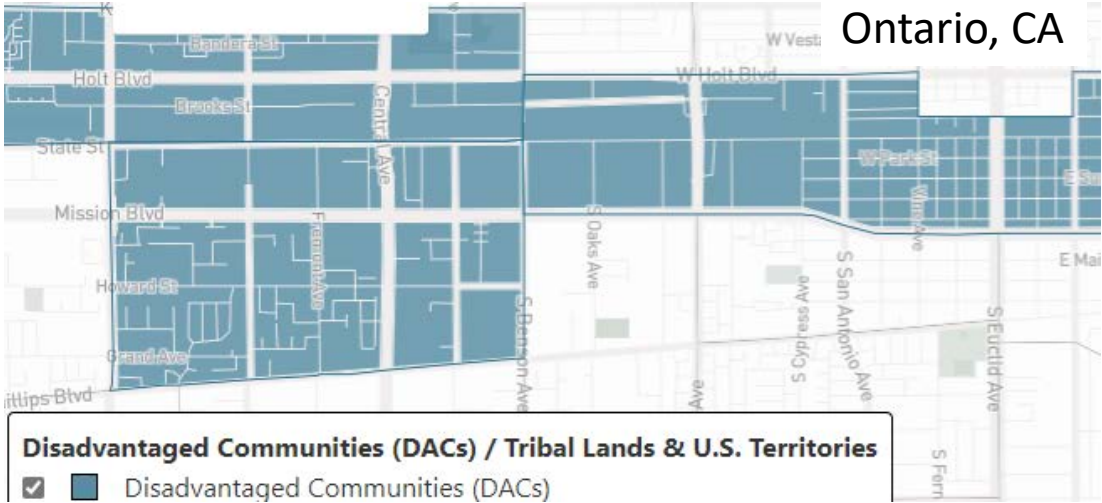 K
Bandera St
W Vesta
Ontario, CA
Holt Blvd
W Holt Blvd
Brooks St
Central Ave
State St
W Park St
E Su
Mission Blvd
Fremont Ave
S Oaks Ave
Vine Ave
E Mai
Howard St
S Benson Ave
S Cypress Ave
S San Antonio Ave
S Euclid Ave
Grand Ave
illips Blvd
Ave
S Fern
Disadvantaged Communities (DACs) / Tribal Lands & U.S. Territories
Disadvantaged Communities (DACs)